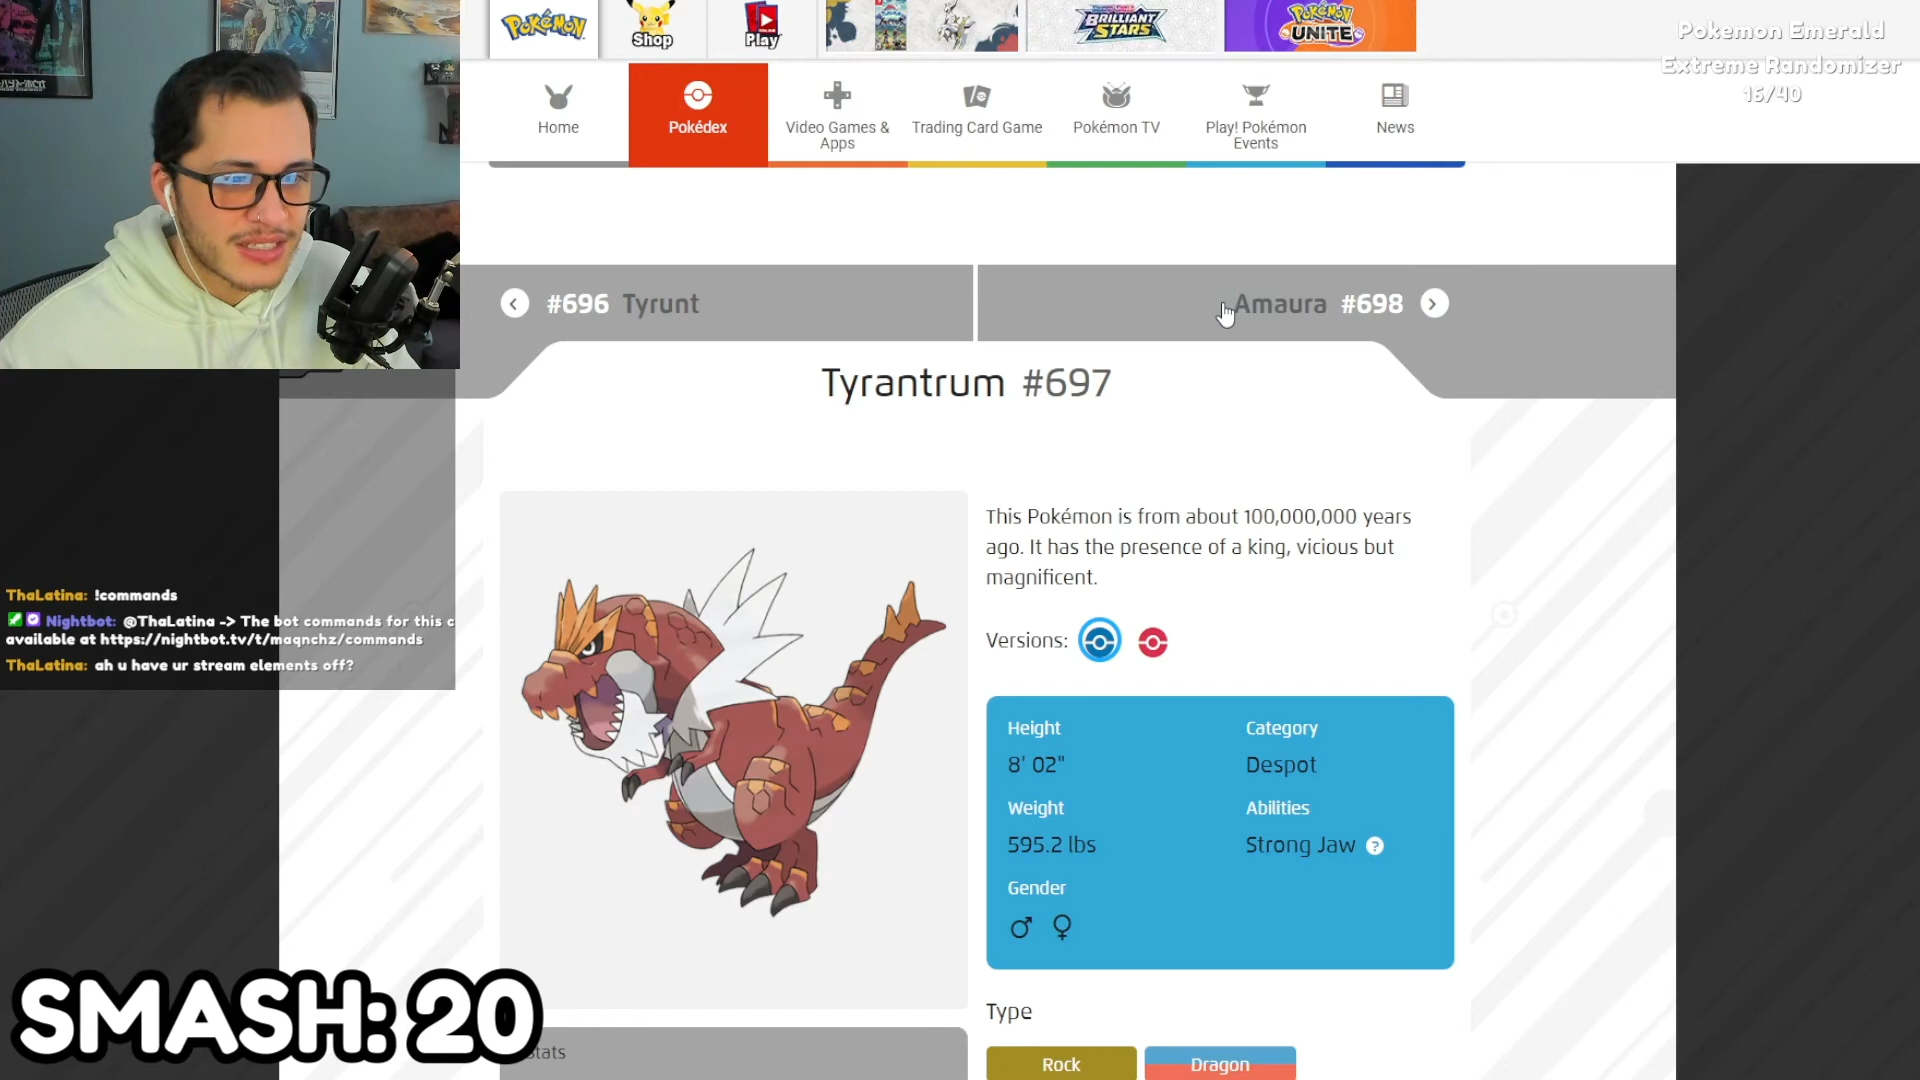 Pokémon
Shop
Play!
BRILLIANT
STARS
Pokémon
UNITE
Pokemon Emerald
Extreme Randomizer
16/40
Home
Pokédex
Video Games &
Apps
Trading Card Game
Pokémon TV
Play! Pokémon
Events
News
#696 Tyrunt
Amaura #698
Tyrantrum #697
This Pokémon is from about 100,000,000 years
ago. It has the presence of a king, vicious but
magnificent.
Versions:
Height
8' 02"
Category
Despot
Weight
595.2 lbs
Abilities
Strong Jaw ?
Gender
♂ ♀
Type
Rock
Dragon
ThaLatina: !commands
Nightbot: @ThaLatina -> The bot commands for this c
available at https://nightbot.tv/t/maqnchz/commands
ThaLatina: ah u have ur stream elements off?
SMASH: 20
tats